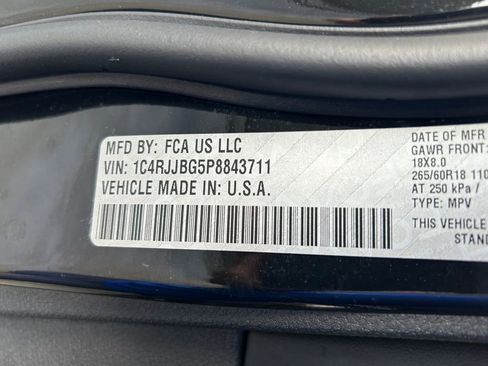 MFD BY: FCA US LLC
VIN: 1C4RJJBG5P8843711
VEHICLE MADE IN: U.S.A.
DATE OF MFR
GAWR FRONT:
18X8.0
265/60R18 110
AT 250 kPa /
TYPE: MPV
THIS VEHICLE
STAND